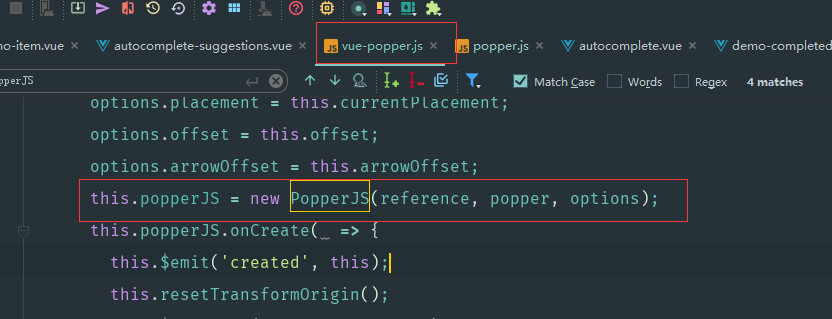 no-item.vue × autocomplete-suggestions.vue × vue-popper.js × popper.js × autocomplete.vue × demo-completed
opperJS Match Case Words Regex 4 matches
options.placement = this.currentPlacement;
options.offset = this.offset;
options.arrowOffset = this.arrowOffset;
this.popperJS = new PopperJS(reference, popper, options);
this.popperJS.onCreate(_ => {
this.$emit('created', this);
this.resetTransformOrigin();